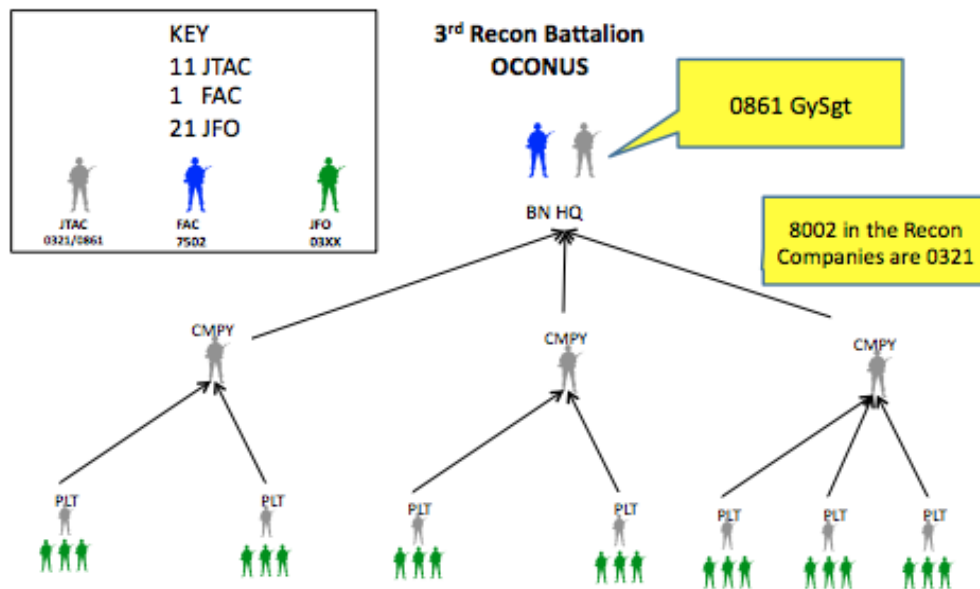 KEY
11 JTAC
1 FAC
21 JFO
JTAC
0321/0861
FAC
7502
JFO
03XX
3rd Recon Battalion
OCONUS
0861 GySgt
BN HQ
8002 in the Recon
Companies are 0321
CMPY
CMPY
CMPY
PLT
PLT
PLT
PLT
PLT
PLT
PLT